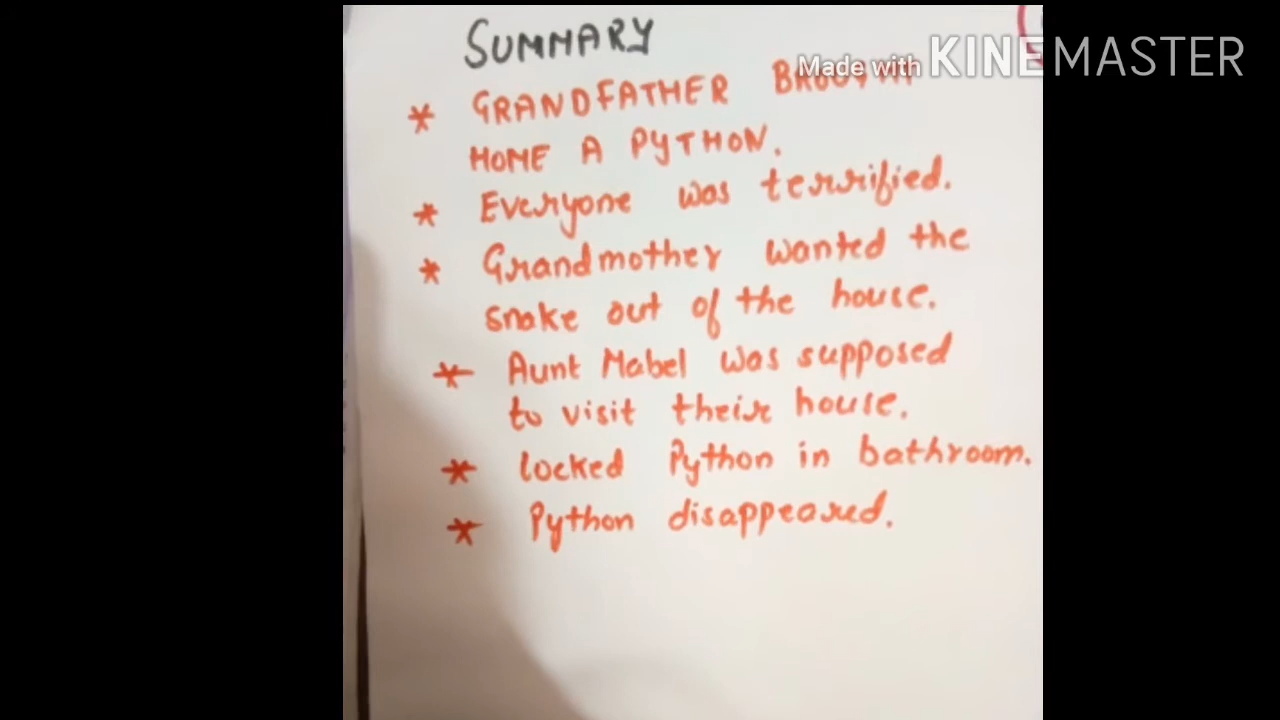 SUMMARY
Made with KINEMASTER
* GRANDFATHER BROUGHT
HOME A PYTHON.
* Everyone was terrified.
* Grandmother wanted the
snake out of the house.
* Aunt Mabel was supposed
to visit their house.
* locked Python in bathroom.
* Python disappeared.